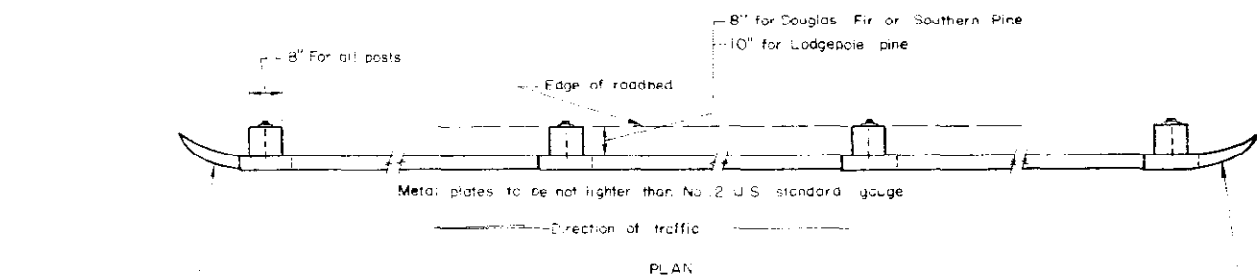 8" for Douglas Fir or Southern Pine
10" for Lodgepole pine
8" For all posts
Edge of roadbed
Metal plates to be not lighter than No. 12 U.S. standard gauge
Direction of traffic
PLAN